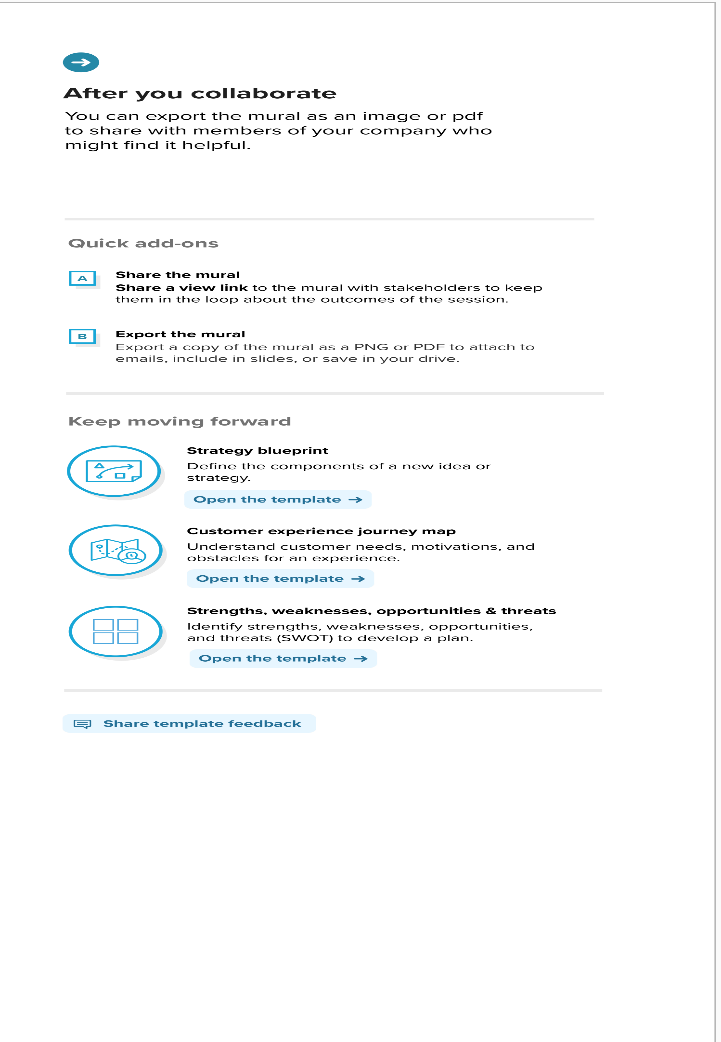 After you collaborate
You can export the mural as an image or pdf
to share with members of your company who
might find it helpful.
Quick add-ons
A
Share the mural
Share a view link to the mural with stakeholders to keep
them in the loop about the outcomes of the session.
B
Export the mural
Export a copy of the mural as a PNG or PDF to attach to
emails, include in slides, or save in your drive.
Keep moving forward
Strategy blueprint
Define the components of a new idea or
strategy.
Open the template →
Customer experience journey map
Understand customer needs, motivations, and
obstacles for an experience.
Open the template →
Strengths, weaknesses, opportunities & threats
Identify strengths, weaknesses, opportunities,
and threats (SWOT) to develop a plan.
Open the template →
Share template feedback